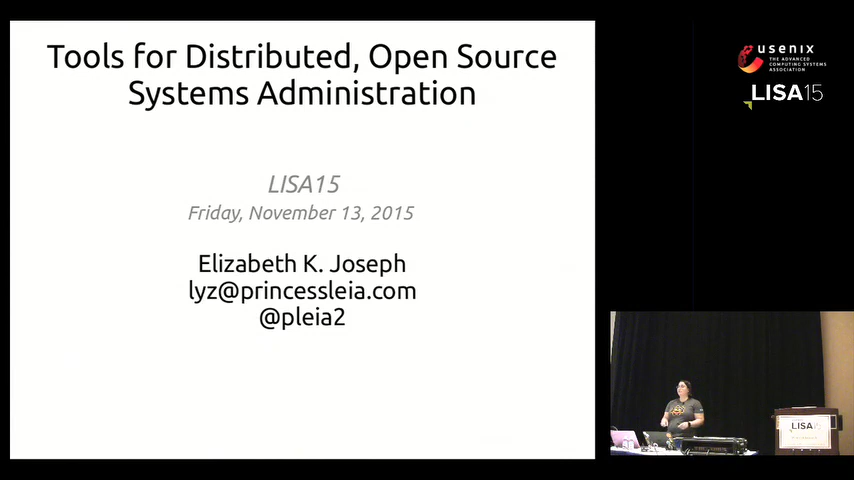 Tools for Distributed, Open Source
Systems Administration
LISA15
Friday, November 13, 2015
Elizabeth K. Joseph
lyz@princessleia.com
@pleia2
usenix
THE ADVANCED
COMPUTING SYSTEMS
ASSOCIATION
LISA15
LISA15